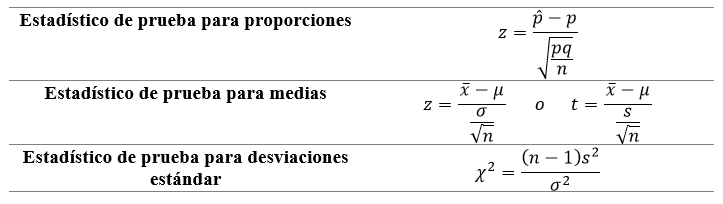 Estadístico de prueba para proporciones
z = (p̂ − p) / √(pq/n)
Estadístico de prueba para medias
z = (x̄ − μ) / (σ/√n) o t = (x̄ − μ) / (s/√n)
Estadístico de prueba para desviaciones
estándar
χ² = (n − 1)s² / σ²